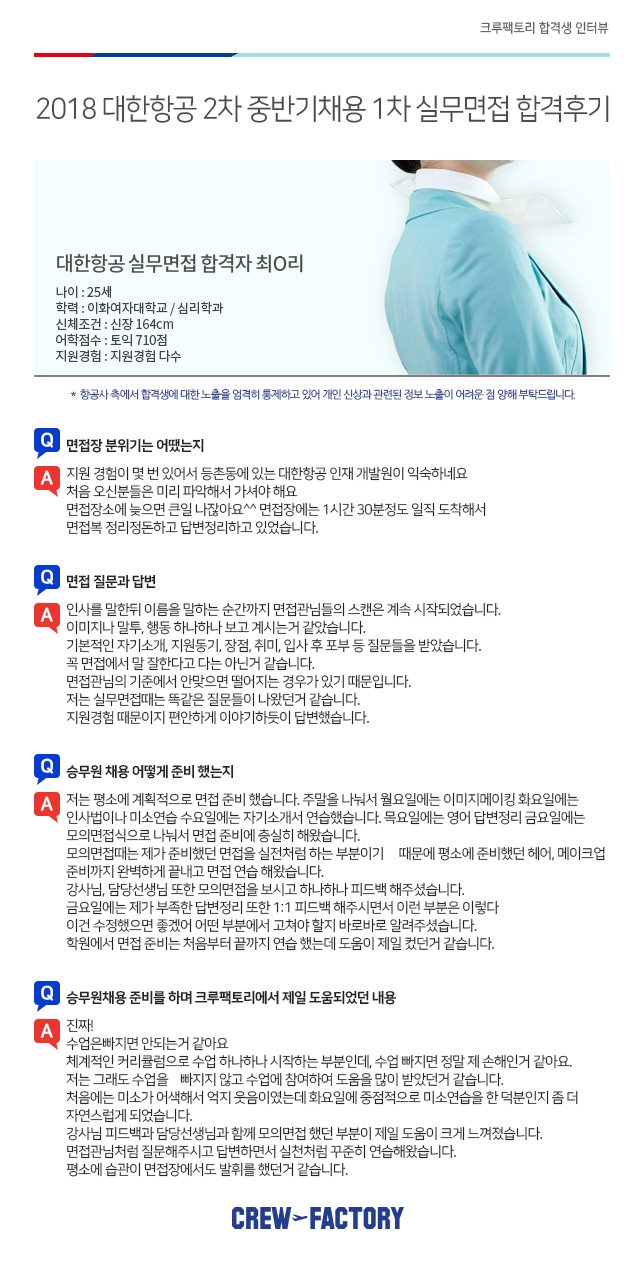 크루팩토리 합격생 인터뷰
2018 대한항공 2차 중반기채용 1차 실무면접 합격후기
대한항공 실무면접 합격자 최O리
나이 : 25세
학력 : 이화여자대학교 / 심리학과
신체조건 : 신장 164cm
어학점수 : 토익 710점
지원경험 : 지원경험 다수
* 항공사 측에서 합격생에 대한 노출을 엄격히 통제하고 있어 개인 신상과 관련된 정보 노출이 어려운 점 양해 부탁드립니다.
Q 면접장 분위기는 어땠는지
A 지원 경험이 몇 번 있어서 등촌동에 있는 대한항공 인재 개발원이 익숙하네요
처음 오신분들은 미리 파악해서 가셔야 해요
면접장소에 늦으면 큰일 나잖아요^^ 면접장에는 1시간 30분정도 일직 도착해서
면접복 정리정돈하고 답변정리하고 있었습니다.
Q 면접 질문과 답변
A 인사를 말한뒤 이름을 말하는 순간까지 면접관님들의 스캔은 계속 시작되었습니다.
이미지나 말투, 행동 하나하나 보고 계시는거 같았습니다.
기본적인 자기소개, 지원동기, 장점, 취미, 입사 후 포부 등 질문들을 받았습니다.
꼭 면접에서 말 잘한다고 다는 아닌거 같습니다.
면접관님의 기준에서 안맞으면 떨어지는 경우가 있기 때문입니다.
저는 실무면접때는 똑같은 질문들이 나왔던거 같습니다.
지원경험 때문이지 편안하게 이야기하듯이 답변했습니다.
Q 승무원 채용 어떻게 준비 했는지
A 저는 평소에 계획적으로 면접 준비 했습니다. 주말을 나눠서 월요일에는 이미지메이킹 화요일에는
인사법이나 미소연습 수요일에는 자기소개서 연습했습니다. 목요일에는 영어 답변정리 금요일에는
모의면접식으로 나눠서 면접 준비에 충실히 해왔습니다.
모의면접때는 제가 준비했던 면접을 실전처럼 하는 부분이기 때문에 평소에 준비했던 헤어, 메이크업
준비까지 완벽하게 끝내고 면접 연습 해왔습니다.
강사님, 담당선생님 또한 모의면접을 보시고 하나하나 피드백 해주셨습니다.
금요일에는 제가 부족한 답변정리 또한 1:1 피드백 해주시면서 이런 부분은 이렇다
이건 수정했으면 좋겠어 어떤 부분에서 고쳐야 할지 바로바로 알려주셨습니다.
학원에서 면접 준비는 처음부터 끝까지 연습 했는데 도움이 제일 컸던거 같습니다.
Q 승무원채용 준비를 하며 크루팩토리에서 제일 도움되었던 내용
A 진짜!
수업은빠지면 안되는거 같아요
체계적인 커리큘럼으로 수업 하나하나 시작하는 부분인데, 수업 빠지면 정말 제 손해인거 같아요.
저는 그래도 수업을 빠지지 않고 수업에 참여하여 도움을 많이 받았던거 같습니다.
처음에는 미소가 어색해서 억지 웃음이였는데 화요일에 중점적으로 미소연습을 한 덕분인지 좀 더
자연스럽게 되었습니다.
강사님 피드백과 담당선생님과 함께 모의면접 했던 부분이 제일 도움이 크게 느껴졌습니다.
면접관님처럼 질문해주시고 답변하면서 실천처럼 꾸준히 연습해왔습니다.
평소에 습관이 면접장에서도 발휘를 했던거 같습니다.
CREW FACTORY